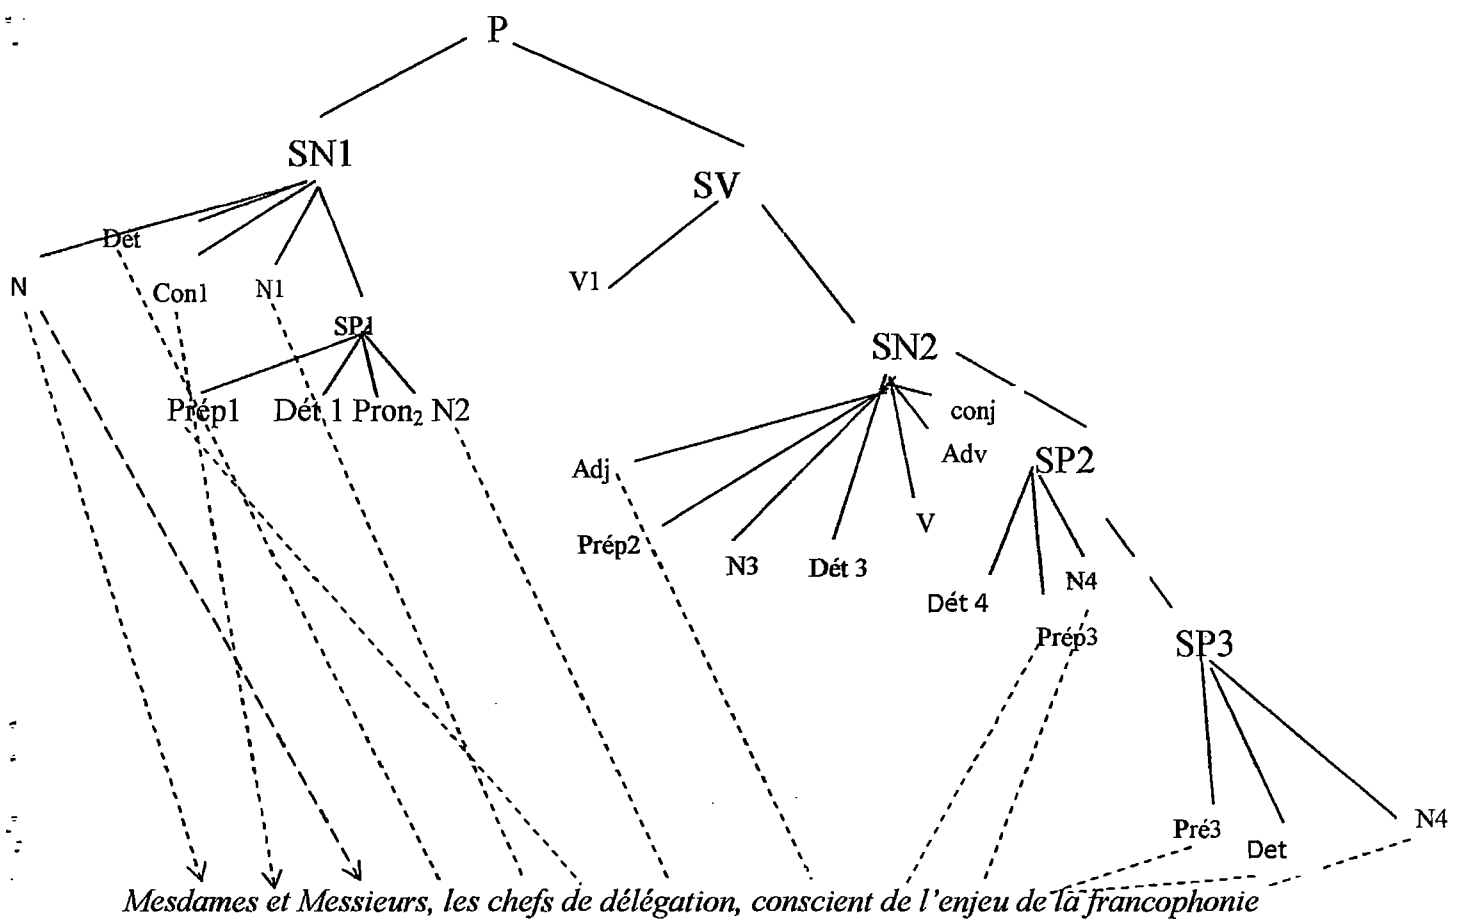 P
SN1
SV
Dét
N
Con1
N1
V1
SP1
SN2
Prép1 Dét 1 Pron₂ N2
conj
Adj
Adv
SP2
V
Prép2
N3
Dét 3
N4
Dét 4
Prép3
SP3
Pré3
N4
Det
Mesdames et Messieurs, les chefs de délégation, conscient de l'enjeu de la francophonie